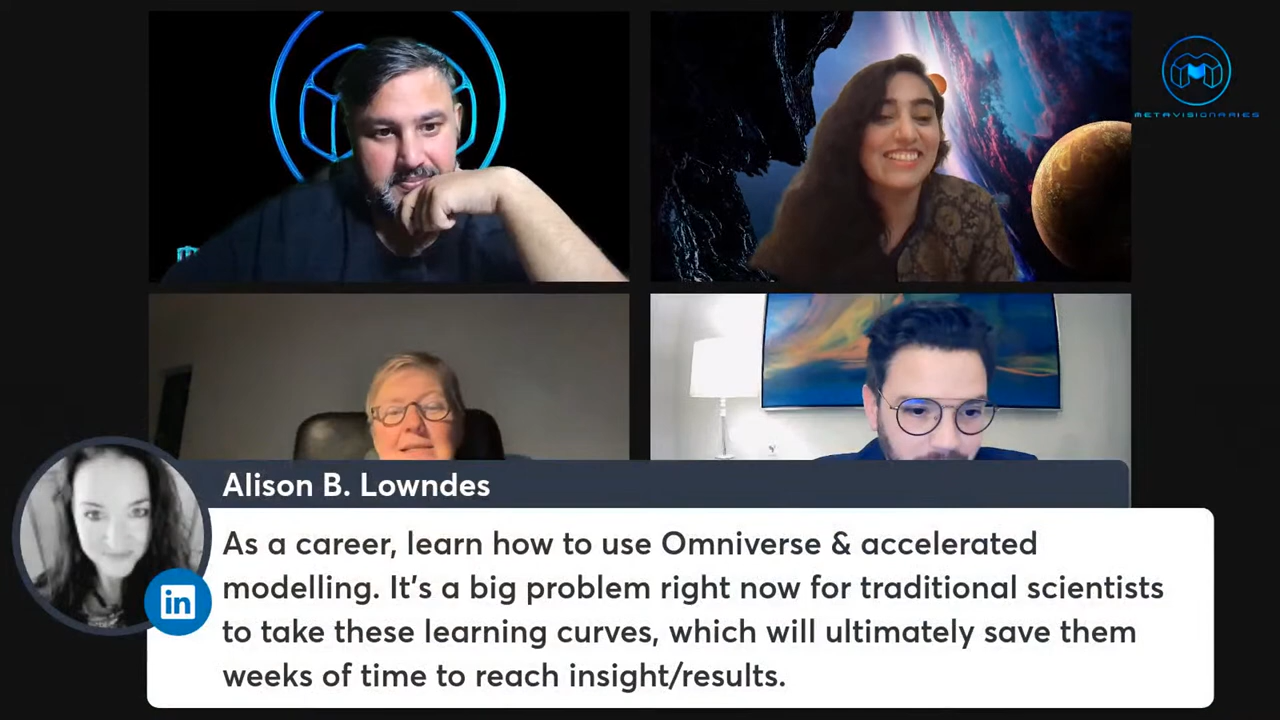 METAVISIONARIES
Alison B. Lowndes
As a career, learn how to use Omniverse & accelerated
modelling. It's a big problem right now for traditional scientists
to take these learning curves, which will ultimately save them
weeks of time to reach insight/results.
in